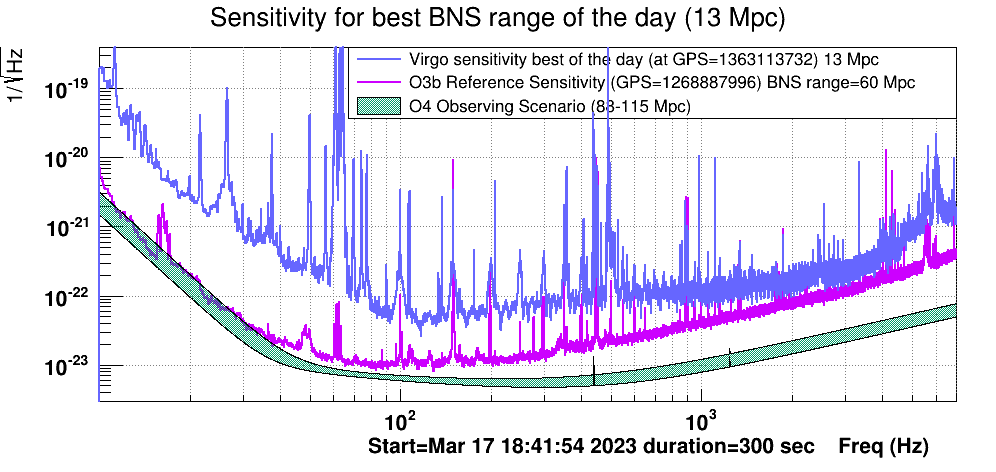 Sensitivity for best BNS range of the day (13 Mpc)
1/√Hz
Virgo sensitivity best of the day (at GPS=1363113732) 13 Mpc
O3b Reference Sensitivity (GPS=1268887996) BNS range=60 Mpc
O4 Observing Scenario (88-115 Mpc)
10-19
10-20
10-21
10-22
10-23
10² 10³
Start=Mar 17 18:41:54 2023 duration=300 sec Freq (Hz)